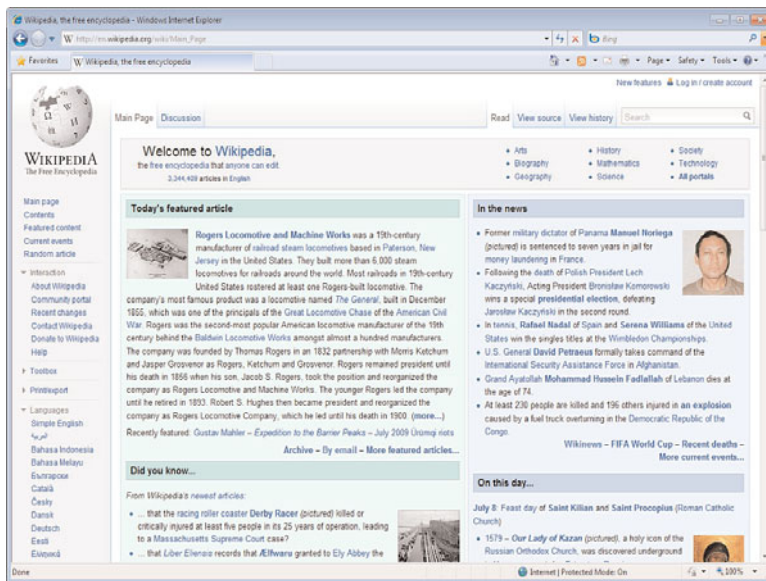 Wikipedia, the free encyclopedia - Windows Internet Explorer
http://en.wikipedia.org/wiki/Main_Page
Bing
Favorites
Wikipedia, the free encyclopedia
Page
Safety
Tools
New features
Log in / create account
Main Page
Discussion
Read
View source
View history
Search
WIKIPEDIA
The Free Encyclopedia
Main page
Contents
Featured content
Current events
Random article
Interaction
About Wikipedia
Community portal
Recent changes
Contact Wikipedia
Donate to Wikipedia
Help
Toolbox
Print/export
Languages
Simple English
العربية
Bahasa Indonesia
Bahasa Melayu
Български
Català
Česky
Dansk
Deutsch
Eesti
Ελληνικά
Welcome to Wikipedia,
the free encyclopedia that anyone can edit.
3,344,409 articles in English
Arts
Biography
Geography
History
Mathematics
Science
Society
Technology
All portals
Today's featured article
Rogers Locomotive and Machine Works was a 19th-century
manufacturer of railroad steam locomotives based in Paterson, New
Jersey in the United States. They built more than 6,000 steam
locomotives for railroads around the world. Most railroads in 19th-century
United States rostered at least one Rogers-built locomotive. The
company's most famous product was a locomotive named The General, built in December
1855, which was one of the principals of the Great Locomotive Chase of the American Civil
War. Rogers was the second-most popular American locomotive manufacturer of the 19th
century behind the Baldwin Locomotive Works amongst almost a hundred manufacturers.
The company was founded by Thomas Rogers in an 1832 partnership with Morris Ketchum
and Jasper Grosvenor as Rogers, Ketchum and Grosvenor. Rogers remained president until
his death in 1856 when his son, Jacob S. Rogers, took the position and reorganized the
company as Rogers Locomotive and Machine Works. The younger Rogers led the company
until he retired in 1893. Robert S. Hughes then became president and reorganized the
company as Rogers Locomotive Company, which he led until his death in 1900. (more...)
Recently featured: Gustav Mahler – Expedition to the Barrier Peaks – July 2009 Ürümqi riots
Archive – By email – More featured articles...
Did you know...
From Wikipedia's newest articles:
... that the racing roller coaster Derby Racer (pictured) killed or
critically injured at least five people in its 25 years of operation, leading
to a Massachusetts Supreme Court case?
... that Liber Eliensis records that Ælfwaru granted to Ely Abbey the
In the news
Former military dictator of Panama Manuel Noriega
(pictured) is sentenced to seven years in jail for
money laundering in France.
Following the death of Polish President Lech
Kaczyński, Acting President Bronisław Komorowski
wins a special presidential election, defeating
Jarosław Kaczyński in the second round.
In tennis, Rafael Nadal of Spain and Serena Williams of the United
States win the singles titles at the Wimbledon Championships.
U.S. General David Petraeus formally takes command of the
International Security Assistance Force in Afghanistan.
Grand Ayatollah Mohammad Hussein Fadlallah of Lebanon dies at
the age of 74.
At least 230 people are killed and 196 others injured in an explosion
caused by a fuel truck overturning in the Democratic Republic of the
Congo.
Wikinews – FIFA World Cup – Recent deaths –
More current events...
On this day...
July 8: Feast day of Saint Kilian and Saint Procopius (Roman Catholic
Church)
1579 – Our Lady of Kazan (pictured), a holy icon of the
Russian Orthodox Church, was discovered underground
Done
Internet | Protected Mode: On
100%